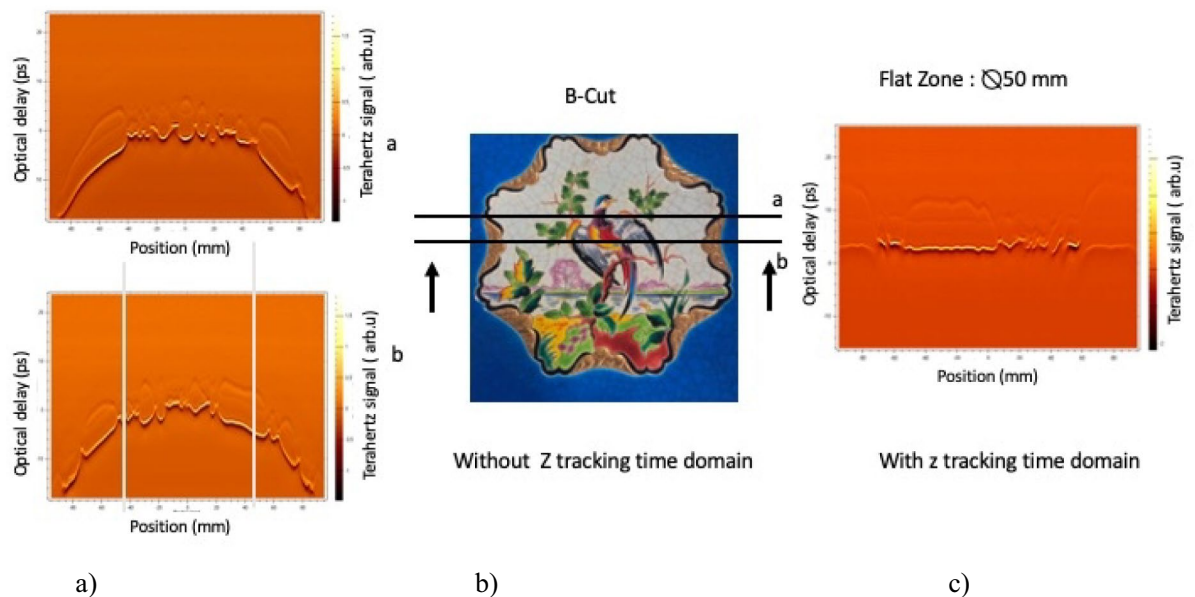 Optical delay (ps)
Terahertz signal ( arb.u)
a
Position (mm)
Optical delay (ps)
Terahertz signal ( arb.u)
b
Position (mm)
B-Cut
a
b
Without Z tracking time domain
Flat Zone : ∅50 mm
Optical delay (ps)
Terahertz signal ( arb.u)
Position (mm)
With z tracking time domain
a)
b)
c)